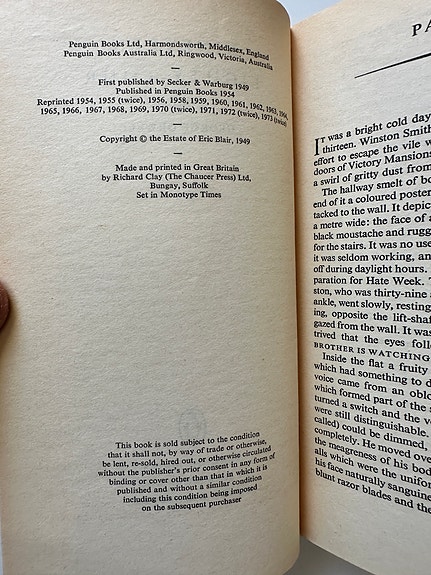 Penguin Books Ltd, Harmondsworth, Middlesex, England
Penguin Books Australia Ltd, Ringwood, Victoria, Australia
—
First published by Secker & Warburg 1949
Published in Penguin Books 1954
Reprinted 1954, 1955 (twice), 1956, 1958, 1959, 1960, 1961, 1962, 1963, 1964,
1965, 1966, 1967, 1968, 1969, 1970 (twice), 1971, 1972 (twice), 1973 (twice)
—
Copyright © the Estate of Eric Blair, 1949
—
Made and printed in Great Britain
by Richard Clay (The Chaucer Press) Ltd,
Bungay, Suffolk
Set in Monotype Times
This book is sold subject to the condition
that it shall not, by way of trade or otherwise,
be lent, re-sold, hired out, or otherwise circulated
without the publisher's prior consent in any form of
binding or cover other than that in which it is
published and without a similar condition
including this condition being imposed
on the subsequent purchaser
PA
IT was a bright cold day
thirteen. Winston Smith
effort to escape the vile w
doors of Victory Mansions
a swirl of gritty dust from
The hallway smelt of bo
end of it a coloured poster
tacked to the wall. It depic
a metre wide: the face of a
black moustache and rugg
for the stairs. It was no use
it was seldom working, an
off during daylight hours.
paration for Hate Week. T
ston, who was thirty-nine a
ankle, went slowly, resting
ing, opposite the lift-shaf
gazed from the wall. It was
trived that the eyes follo
BROTHER IS WATCHING
Inside the flat a fruity
which had something to d
voice came from an oblo
which formed part of the s
turned a switch and the v
were still distinguishable.
called) could be dimmed,
completely. He moved ove
the meagreness of his bod
alls which were the unifor
his face naturally sanguine
blunt razor blades and the